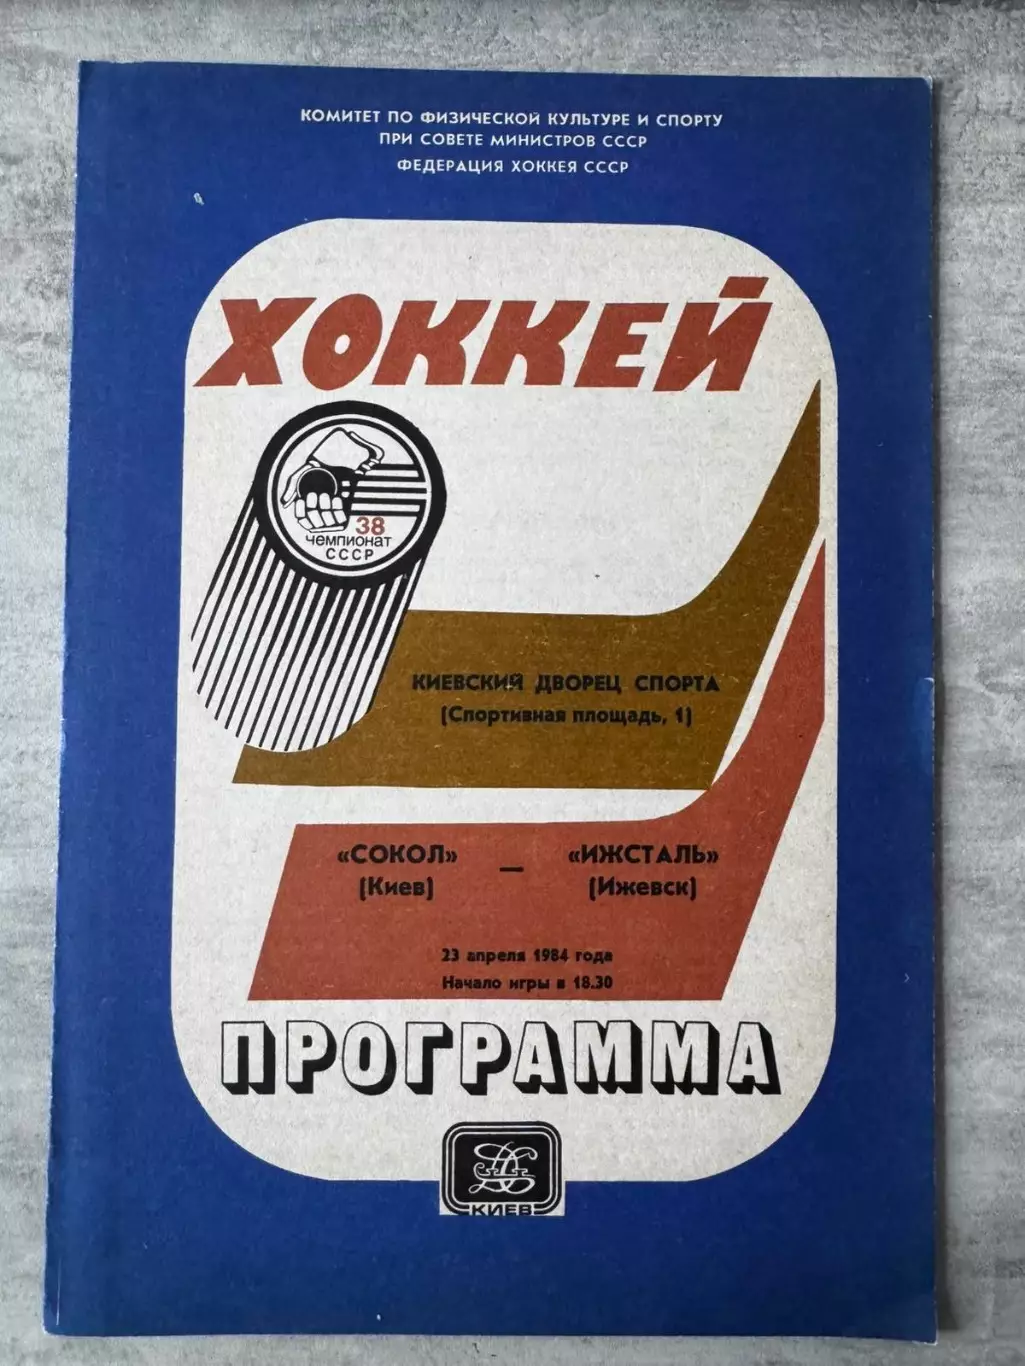 КОМИТЕТ ПО ФИЗИЧЕСКОЙ КУЛЬТУРЕ И СПОРТУ
ПРИ СОВЕТЕ МИНИСТРОВ СССР
ФЕДЕРАЦИЯ ХОККЕЯ СССР
ХОККЕЙ
38
ЧЕМПИОНАТ
СССР
КИЕВСКИЙ ДВОРЕЦ СПОРТА
(Спортивная площадь, 1)
«СОКОЛ» — «ИЖСТАЛЬ»
(Киев) (Ижевск)
23 апреля 1984 года
Начало игры в 18.30
ПРОГРАММА
КИЕВ